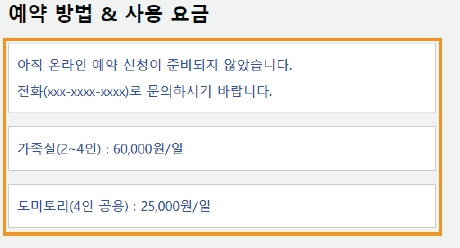 예약 방법 & 사용 요금
아직 온라인 예약 신청이 준비되지 않았습니다.
전화(xxx-xxxx-xxxx)로 문의하시기 바랍니다.
가족실(2~4인) : 60,000원/일
도미토리(4인 공용) : 25,000원/일